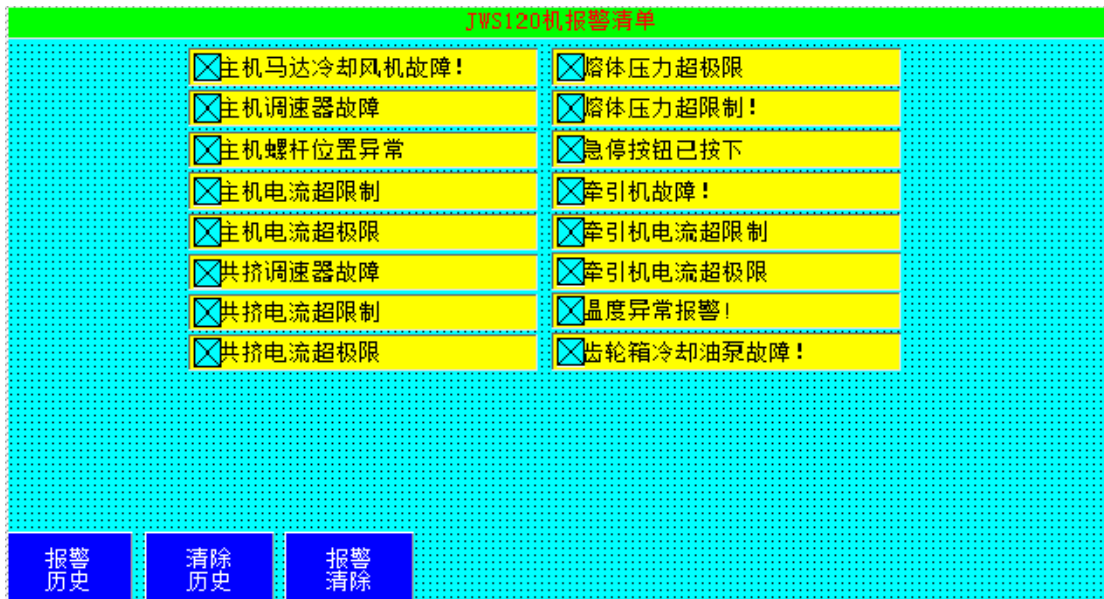 JWS120机报警清单
主机马达冷却风机故障!
主机调速器故障
主机螺杆位置异常
主机电流超限制
主机电流超极限
共挤调速器故障
共挤电流超限制
共挤电流超极限
熔体压力超极限
熔体压力超限制!
急停按钮已按下
牵引机故障!
牵引机电流超限制
牵引机电流超极限
温度异常报警!
齿轮箱冷却油泵故障!
报警
历史
清除
历史
报警
清除